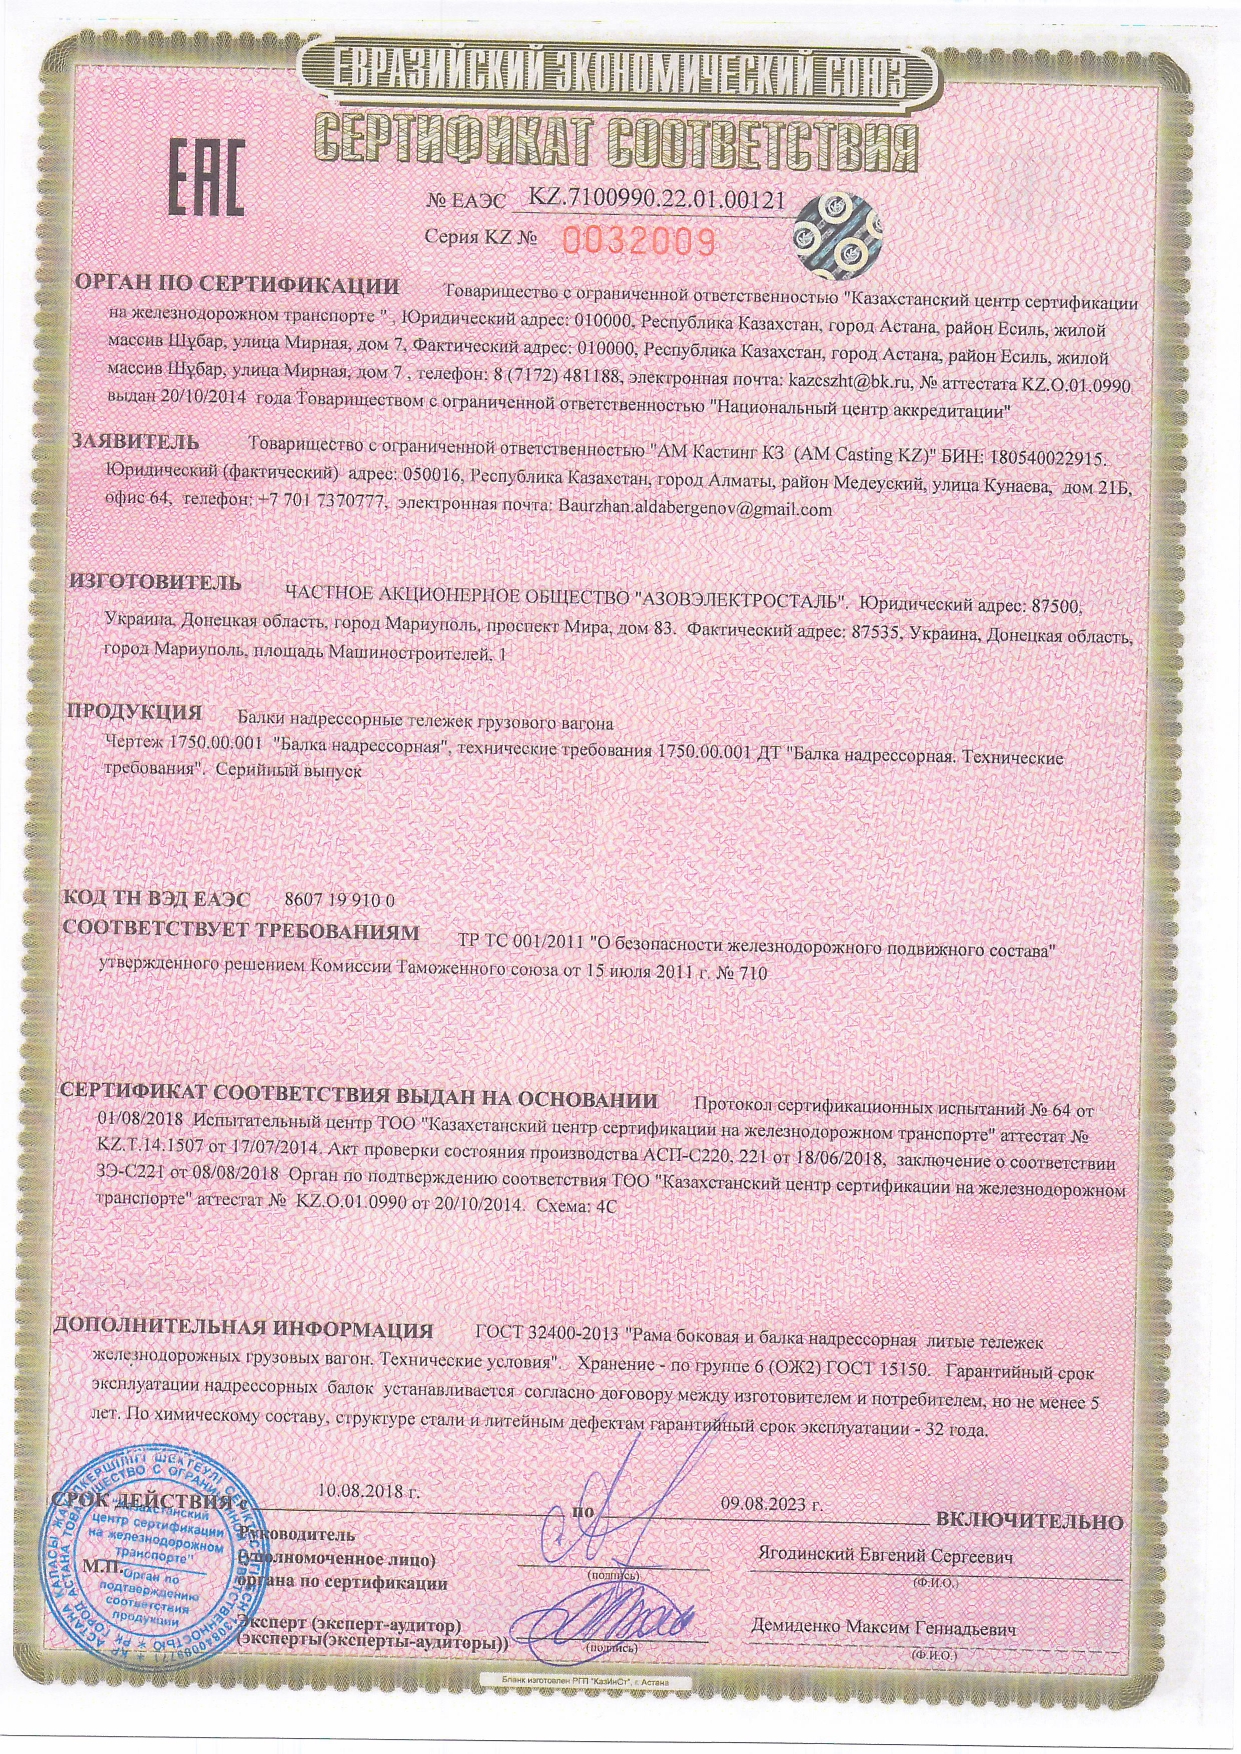 ЕВРАЗИЙСКИЙ ЭКОНОМИЧЕСКИЙ СОЮЗ
СЕРТИФИКАТ СООТВЕТСТВИЯ
ЕАС
№ ЕАЭС KZ.7100990.22.01.00121
Серия KZ № 0032009
ОРГАН ПО СЕРТИФИКАЦИИ Товарищество с ограниченной ответственностью "Казахстанский центр сертификации
на железнодорожном транспорте ", Юридический адрес: 010000, Республика Казахстан, город Астана, район Есиль, жилой
массив Шұбар, улица Мирная, дом 7, Фактический адрес: 010000, Республика Казахстан, город Астана, район Есиль, жилой
массив Шұбар, улица Мирная, дом 7 , телефон: 8 (7172) 481188, электронная почта: kazcszht@bk.ru, № аттестата KZ.O.01.0990
выдан 20/10/2014 года Товариществом с ограниченной ответственностью "Национальный центр аккредитации"
ЗАЯВИТЕЛЬ Товарищество с ограниченной ответственностью "АМ Кастинг КЗ (AM Casting KZ)" БИН: 180540022915.
Юридический (фактический) адрес: 050016, Республика Казахстан, город Алматы, район Медеуский, улица Кунаева, дом 21Б,
офис 64, телефон: +7 701 7370777, электронная почта: Baurzhan.aldabergenov@gmail.com
ИЗГОТОВИТЕЛЬ ЧАСТНОЕ АКЦИОНЕРНОЕ ОБЩЕСТВО "АЗОВЭЛЕКТРОСТАЛЬ". Юридический адрес: 87500,
Украина, Донецкая область, город Мариуполь, проспект Мира, дом 83. Фактический адрес: 87535, Украина, Донецкая область,
город Мариуполь, площадь Машиностроителей, 1
ПРОДУКЦИЯ Балки надрессорные тележек грузового вагона
Чертеж 1750.00.001 "Балка надрессорная", технические требования 1750.00.001 ДТ "Балка надрессорная. Технические
требования". Серийный выпуск
КОД ТН ВЭД ЕАЭС 8607 19 910 0
СООТВЕТСТВУЕТ ТРЕБОВАНИЯМ ТР ТС 001/2011 "О безопасности железнодорожного подвижного состава"
утвержденного решением Комиссии Таможенного союза от 15 июля 2011 г. № 710
СЕРТИФИКАТ СООТВЕТСТВИЯ ВЫДАН НА ОСНОВАНИИ Протокол сертификационных испытаний № 64 от
01/08/2018 Испытательный центр ТОО "Казахстанский центр сертификации на железнодорожном транспорте" аттестат №
KZ.T.14.1507 от 17/07/2014. Акт проверки состояния производства АСП-С220, 221 от 18/06/2018, заключение о соответствии
ЗЭ-С221 от 08/08/2018 Орган по подтверждению соответствия ТОО "Казахстанский центр сертификации на железнодорожном
транспорте" аттестат № KZ.O.01.0990 от 20/10/2014. Схема: 4С
ДОПОЛНИТЕЛЬНАЯ ИНФОРМАЦИЯ ГОСТ 32400-2013 "Рама боковая и балка надрессорная литые тележек
железнодорожных грузовых вагон. Технические условия". Хранение - по группе 6 (ОЖ2) ГОСТ 15150. Гарантийный срок
эксплуатации надрессорных балок устанавливается согласно договору между изготовителем и потребителем, но не менее 5
лет. По химическому составу, структуре стали и литейным дефектам гарантийный срок эксплуатации - 32 года.
СРОК ДЕЙСТВИЯ с 10.08.2018 г. по 09.08.2023 г. ВКЛЮЧИТЕЛЬНО
М.П.
Руководитель
(уполномоченное лицо)
органа по сертификации
(подпись)
Ягодинский Евгений Сергеевич
(Ф.И.О.)
Эксперт (эксперт-аудитор)
(эксперты(эксперты-аудиторы))
(подпись)
Демиденко Максим Геннадьевич
(Ф.И.О.)
"Казахстанский
центр сертификации
на железнодорожном
транспорте"
Орган по
подтверждению
соответствия
продукции
Бланк изготовлен РГП "КазИнСт", г. Астана